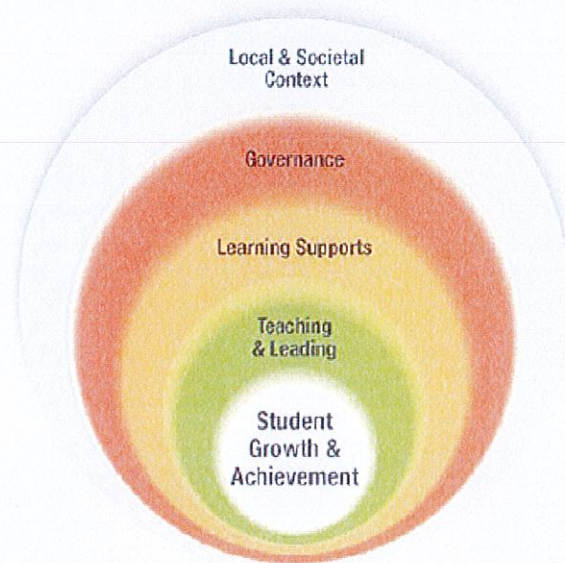 Local & Societal
Context
Governance
Learning Supports
Teaching
& Leading
Student
Growth &
Achievement